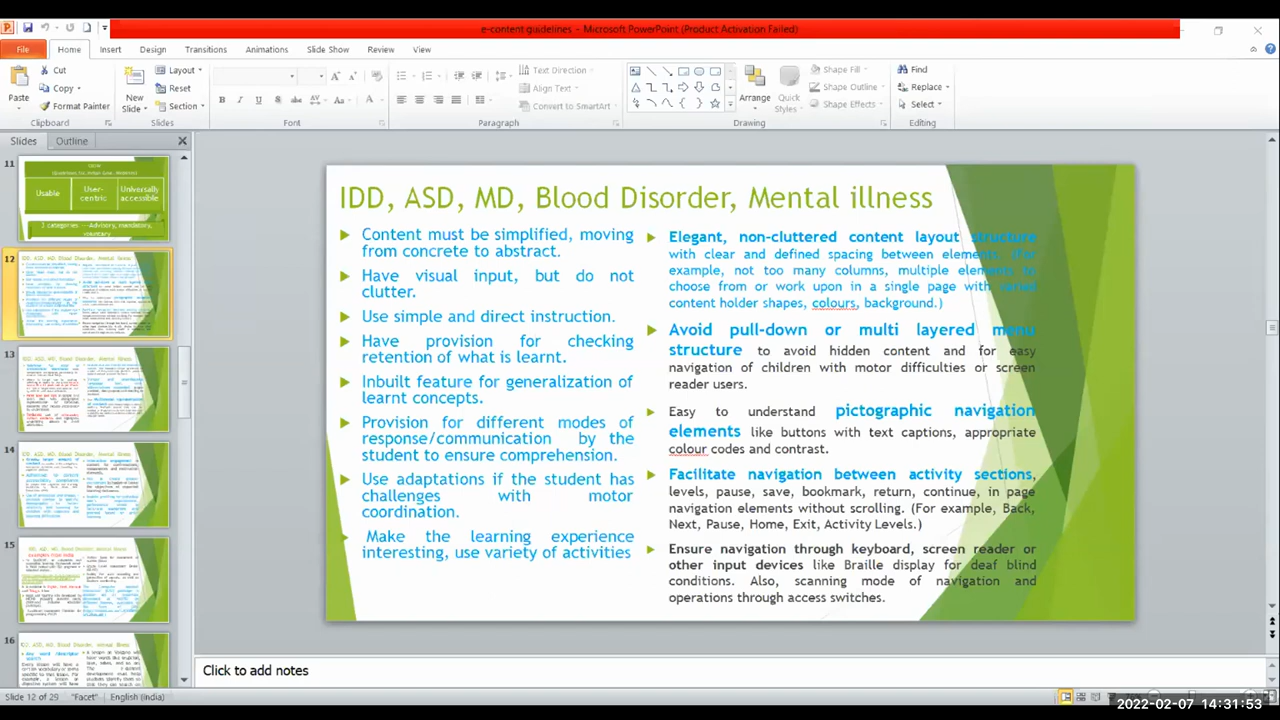 e-content guidelines - Microsoft PowerPoint (Product Activation Failed)
File Home Insert Design Transitions Animations Slide Show Review View
Paste
Cut
Copy
Format Painter
Clipboard
New
Slide
Layout
Reset
Section
Slides
Font
Text Direction
Align Text
Convert to SmartArt
Paragraph
Arrange
Quick
Styles
Shape Fill
Shape Outline
Shape Effects
Drawing
Find
Replace
Select
Editing
Slides Outline
11
Usable
User-
centric
Universally
accessible
3 categories ---Advisory, mandatory,
voluntary
12
13
14
15
16
IDD, ASD, MD, Blood Disorder, Mental illness
Content must be simplified, moving
from concrete to abstract.
Have visual input, but do not
clutter.
Use simple and direct instruction.
Have provision for checking
retention of what is learnt.
Inbuilt feature for generalization of
learnt concepts.
Provision for different modes of
response/communication by the
student to ensure comprehension.
Use adaptations if the student has
challenges with motor
coordination.
Make the learning experience
interesting, use variety of activities
Elegant, non-cluttered content layout structure
with clear and defined spacing between elements. (For
example, not too many columns, multiple elements to
choose from/or work upon in a single page with varied
content holder shapes, colours, background.)
Avoid pull-down or multi layered menu
structure to avoid hidden content and for easy
navigation of children with motor difficulties or screen
reader users.
Easy to understand pictographic navigation
elements like buttons with text captions, appropriate
colour codes and contrast.
Facilitate navigation between activity sections,
levels, pause, save, bookmark, return, continue, in page
navigation elements without scrolling. (For example, Back,
Next, Pause, Home, Exit, Activity Levels.)
Ensure navigation through keyboard, screen reader or
other input devices like Braille display for deaf blind
conditions. Also scanning mode of navigation and
operations through access switches.
Click to add notes
Slide 12 of 29 "Facet" English (India)
2022-02-07 14:31:53